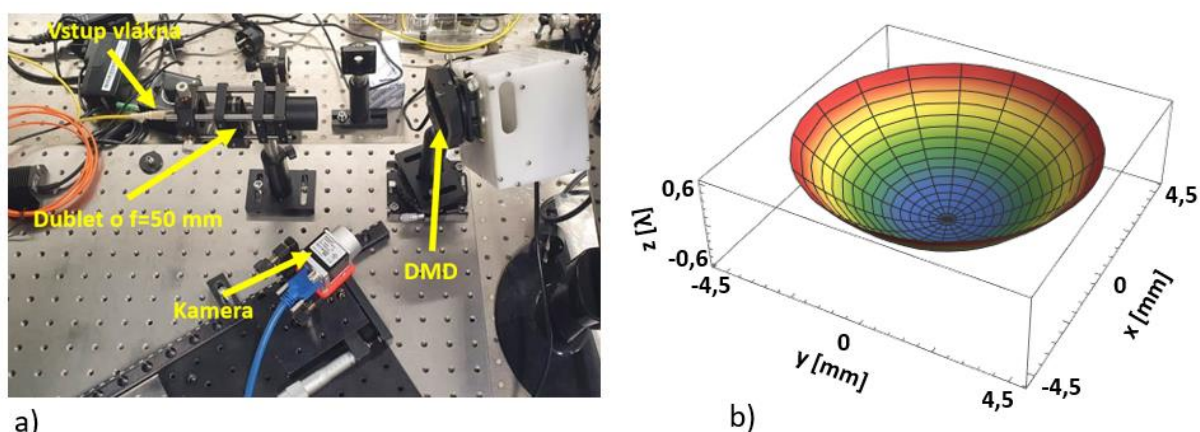 Vstup vlákna
Dublet o f=50 mm
DMD
Kamera
a)
0,6
z [λ]
-0,6
-4,5
0
y [mm]
4,5
4,5
0
x [mm]
-4,5
b)